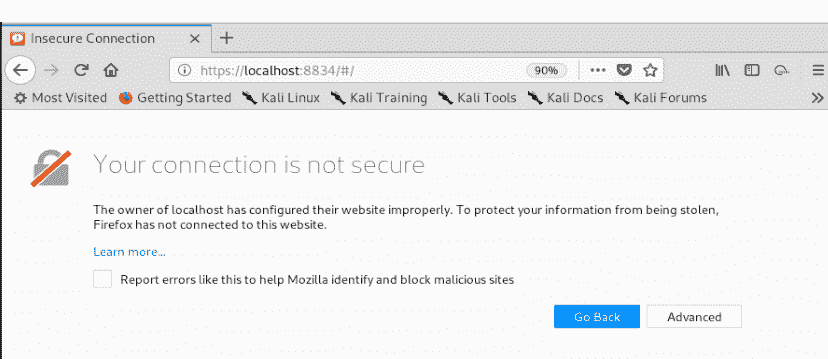 Insecure Connection
https://localhost:8834/#/ 90%
Most Visited Getting Started Kali Linux Kali Training Kali Tools Kali Docs Kali Forums
Your connection is not secure
The owner of localhost has configured their website improperly. To protect your information from being stolen,
Firefox has not connected to this website.
Learn more...
Report errors like this to help Mozilla identify and block malicious sites
Go Back Advanced